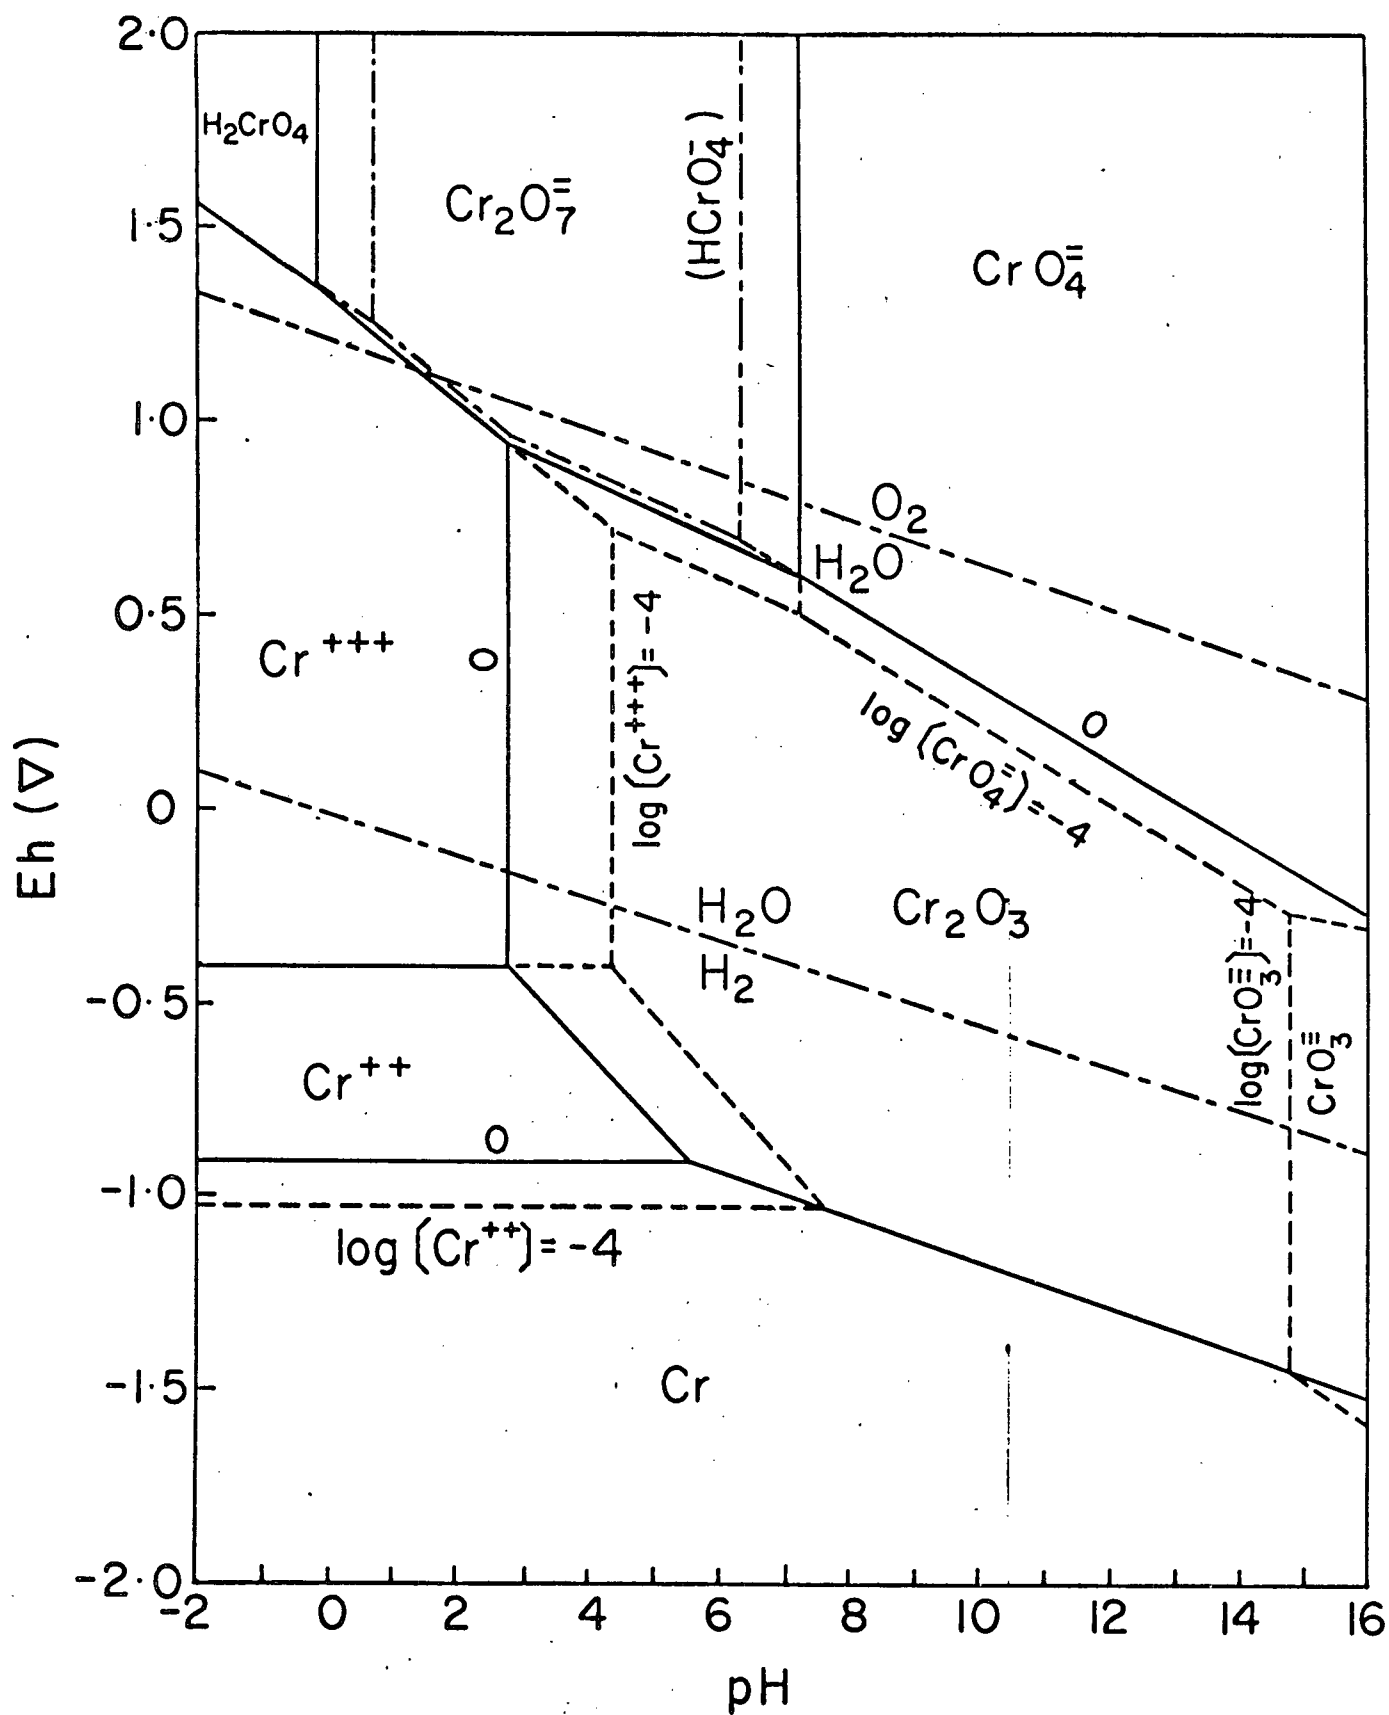 2.0
H₂CrO₄
Cr₂O₇⁼
(HCrO₄⁻)
CrO₄⁼
1.5
1.0
O₂
H₂O
0.5
Cr⁺⁺⁺
0
log (Cr⁺⁺⁺) = -4
0
log (CrO₄⁼) = -4
Eh (V)
0
H₂O
H₂
Cr₂O₃
log (CrO₃≡) = -4
CrO₃≡
-0.5
Cr⁺⁺
0
-1.0
log (Cr⁺⁺) = -4
Cr
-1.5
-2.0
-2 0 2 4 6 8 10 12 14 16
pH